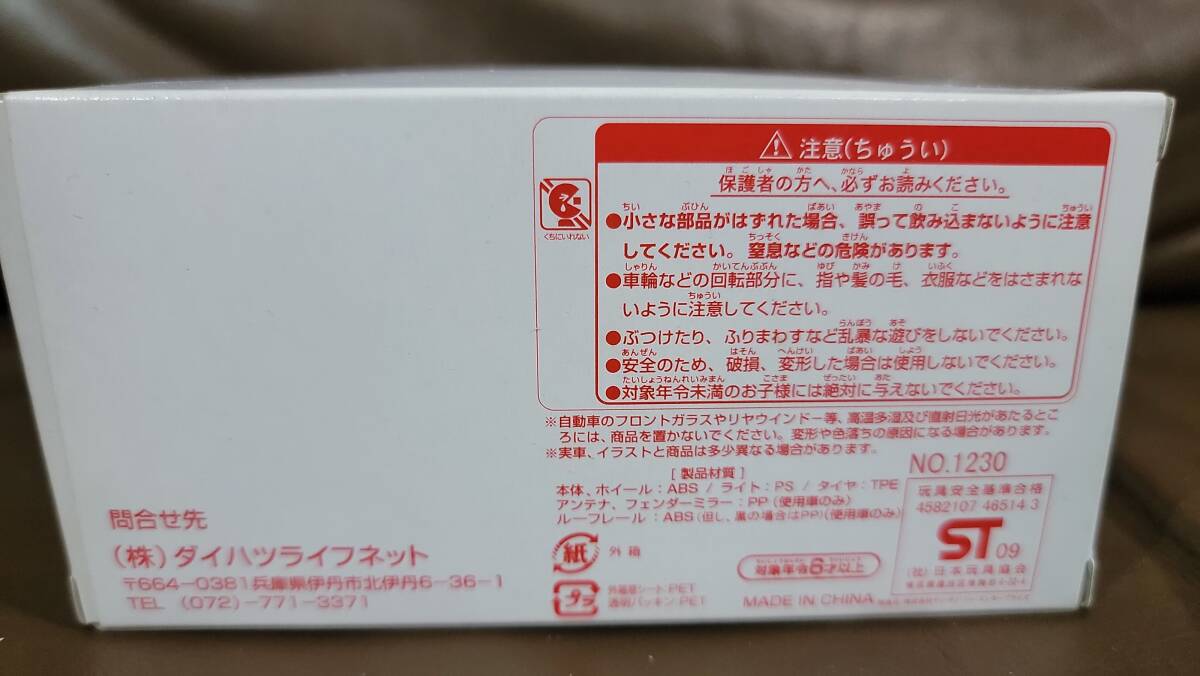 注意(ちゅうい)
保護者の方へ、必ずお読みください。
くちにいれない
●小さな部品がはずれた場合、誤って飲み込まないように注意
してください。窒息などの危険があります。
●車輪などの回転部分に、指や髪の毛、衣服などをはさまれな
いように注意してください。
●ぶつけたり、ふりまわすなど乱暴な遊びをしないでください。
●安全のため、破損、変形した場合は使用しないでください。
●対象年令未満のお子様には絶対に与えないでください。
※自動車のフロントガラスやリヤウインドー等、高温多湿及び直射日光があたるとこ
ろには、商品を置かないでください。変形や色落ちの原因になる場合があります。
※実車、イラストと商品は多少異なる場合があります。
NO.1230
[製品材質]
本体、ホイール:ABS / ライト:PS / タイヤ:TPE
アンテナ、フェンダーミラー:PP(使用車のみ)
ルーフレール:ABS(但し、黒の場合はPP)(使用車のみ)
玩具安全基準合格
4582107 46514 3
ST 09
(社)日本玩具協会
紙 外箱
プラ 外箱窓シート:PET
透明パッキン:PET
対象年令6才以上
MADE IN CHINA
問合せ先
(株)ダイハツライフネット
〒664-0381兵庫県伊丹市北伊丹6-36-1
TEL (072)-771-3371